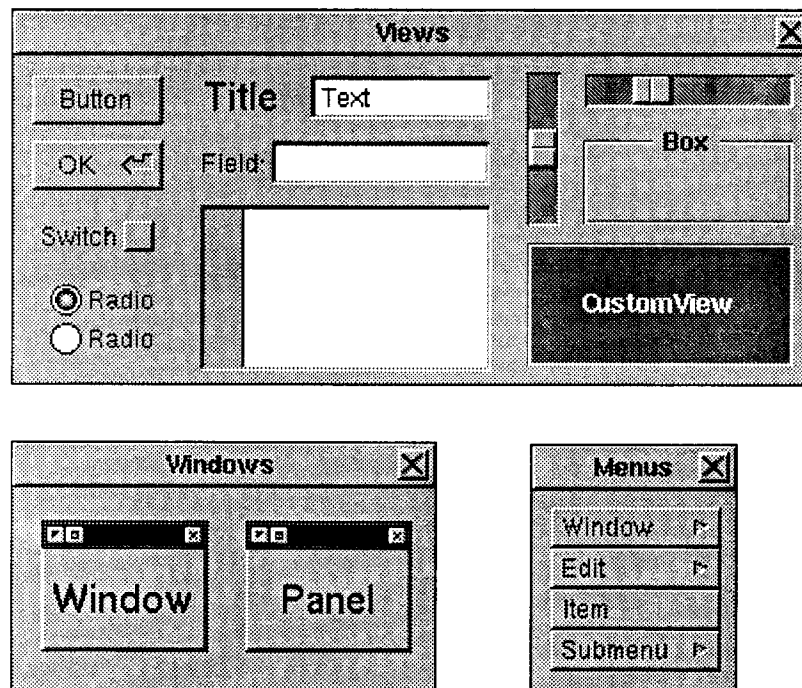 Views
Button
Title
Text
OK
Field:
Box
Switch
Radio
Radio
CustomView
Windows
Window
Panel
Menus
Window
Edit
Item
Submenu